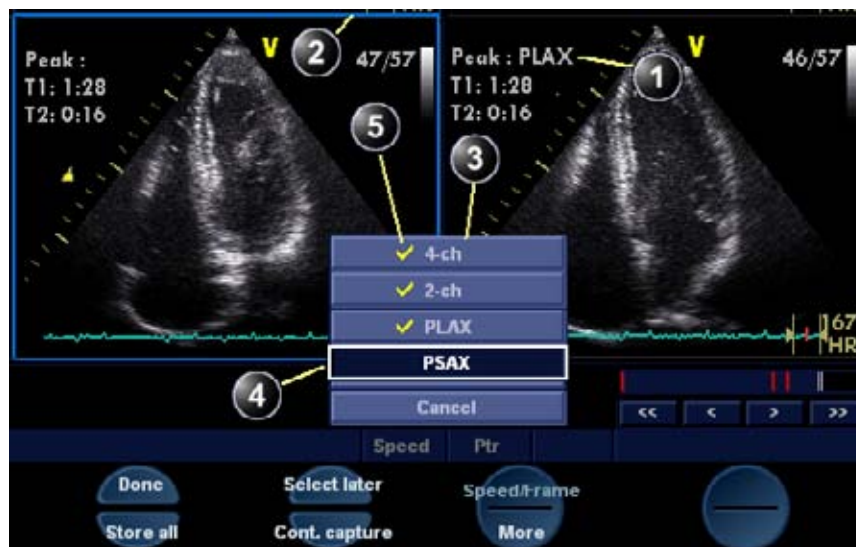 2
V
47/57
Peak :
T1: 1:28
T2: 0:16
5
3
Peak : PLAX
1
V
46/57
T1: 1:28
T2: 0:16
✓ 4-ch
✓ 2-ch
✓ PLAX
PSAX
Cancel
4
167
HR
<< < > >>
Speed Ptr
Done Select later Speed/Frame
Store all Cont. capture More